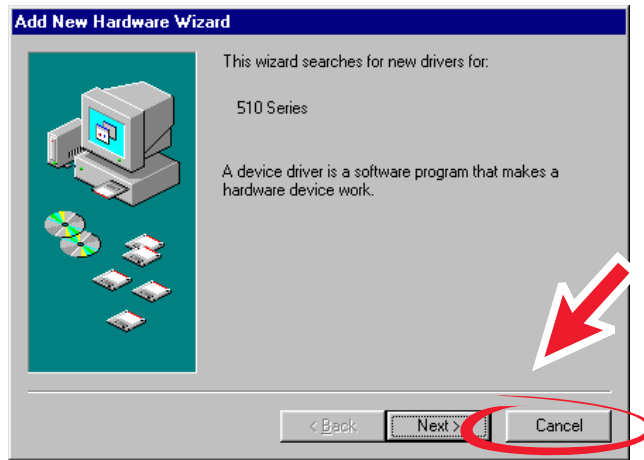 Add New Hardware Wizard
This wizard searches for new drivers for:
510 Series
A device driver is a software program that makes a
hardware device work.
< Back
Next >
Cancel